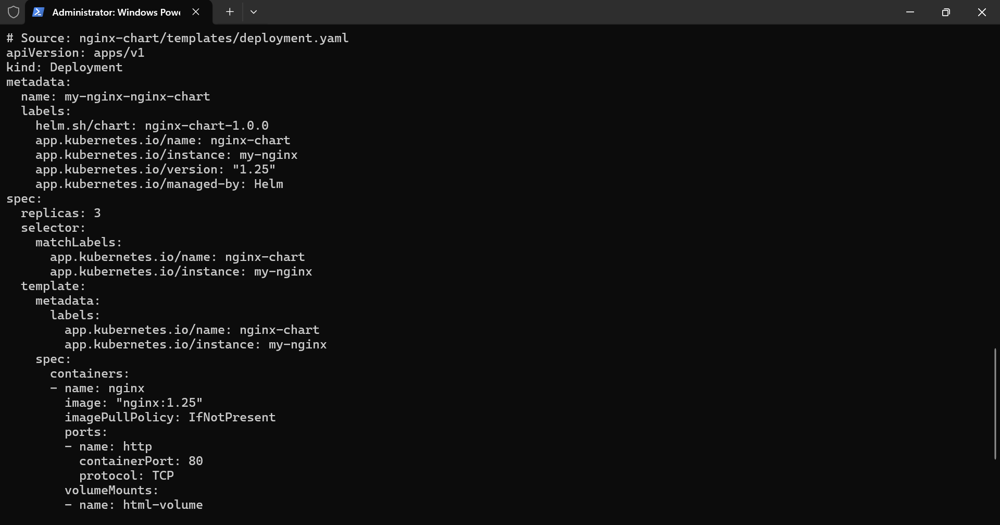 Administrator: Windows Pow
# Source: nginx-chart/templates/deployment.yaml
apiVersion: apps/v1
kind: Deployment
metadata:
  name: my-nginx-nginx-chart
  labels:
    helm.sh/chart: nginx-chart-1.0.0
    app.kubernetes.io/name: nginx-chart
    app.kubernetes.io/instance: my-nginx
    app.kubernetes.io/version: "1.25"
    app.kubernetes.io/managed-by: Helm
spec:
  replicas: 3
  selector:
    matchLabels:
      app.kubernetes.io/name: nginx-chart
      app.kubernetes.io/instance: my-nginx
  template:
    metadata:
      labels:
        app.kubernetes.io/name: nginx-chart
        app.kubernetes.io/instance: my-nginx
    spec:
      containers:
      - name: nginx
        image: "nginx:1.25"
        imagePullPolicy: IfNotPresent
        ports:
        - name: http
          containerPort: 80
          protocol: TCP
        volumeMounts:
        - name: html-volume